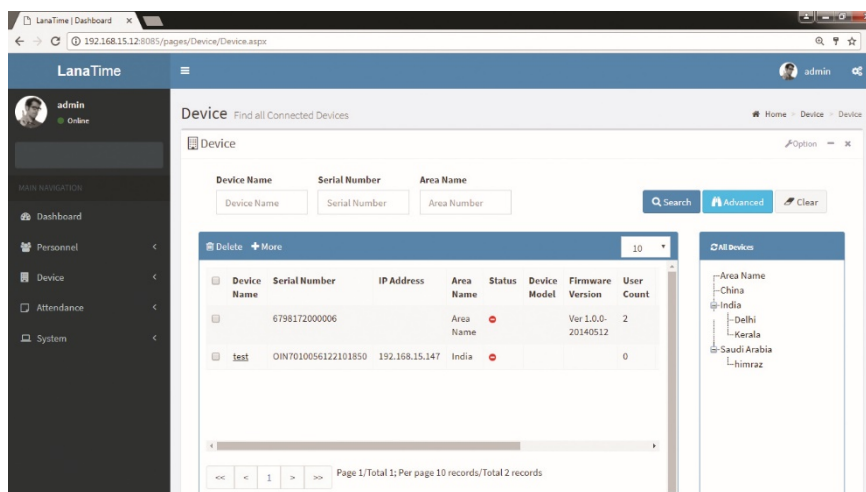 LanaTime | Dashboard
192.168.15.12:8085/pages/Device/Device.aspx
LanaTime
admin
admin
Online
Device Find all Connected Devices
Home > Device > Device
Device
Option
MAIN NAVIGATION
Dashboard
Personnel
Device
Attendance
System
Device Name Serial Number Area Name
Device Name Serial Number Area Number
Search Advanced Clear
Delete More
10
All Devices
Device Name Serial Number IP Address Area Name Status Device Model Firmware Version User Count
6798172000006 Area Name Ver 1.0.0-20140512 2
test OIN7010056122101850 192.168.15.147 India 0
Area Name
China
India
Delhi
Kerala
Saudi Arabia
himraz
<< < 1 > >> Page 1/Total 1; Per page 10 records/Total 2 records